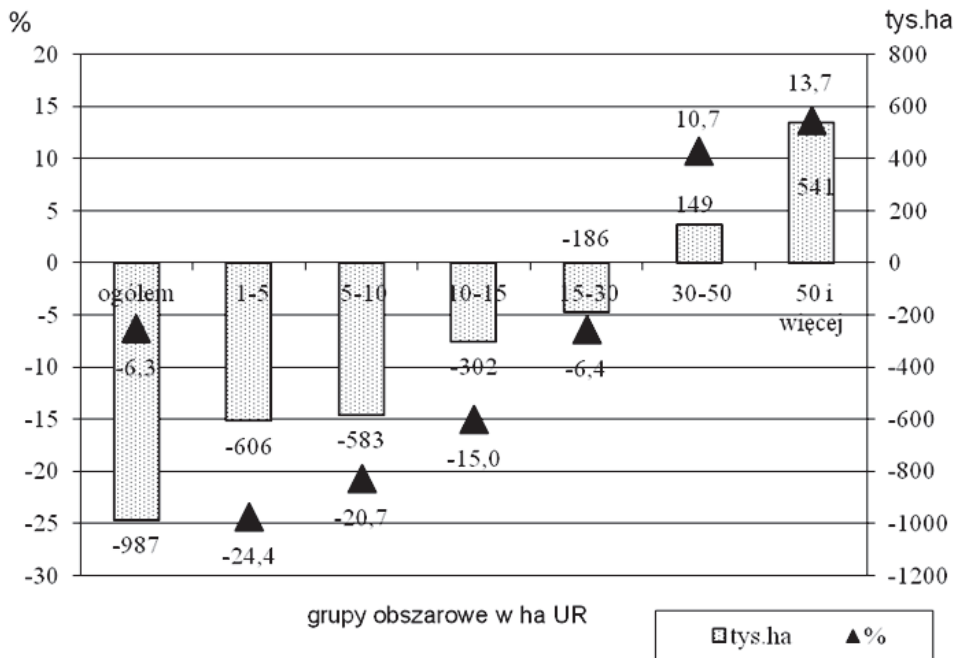 % tys.ha
20 800
13,7
15 600
10,7
10 541 400
5 149 200
-186
0 0
ogółem 1-5 5-10 10-15 15-30 30-50 50 i
-5 więcej -200
-6,3 -302 -6,4
-10 -400
-15 -600
-606 -583 -15,0
-20 -800
-20,7
-25 -987 -24,4 -1000
-30 -1200
grupy obszarowe w ha UR
tys.ha %